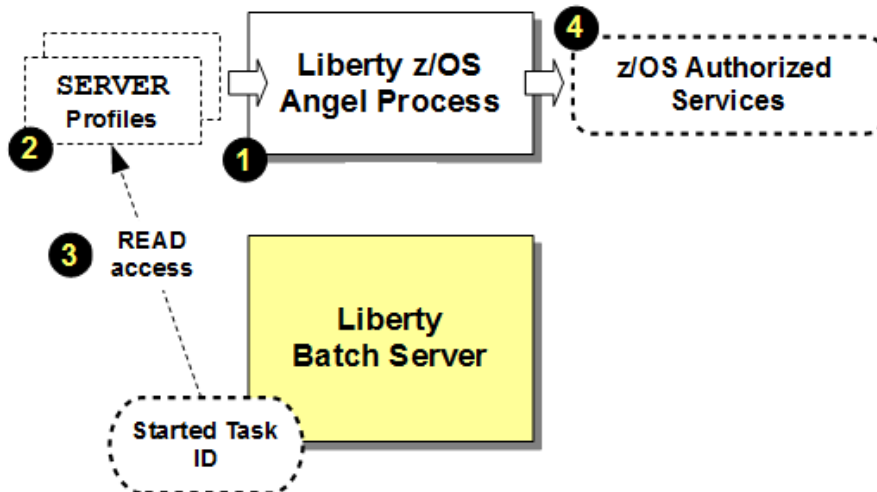 4
SERVER
Profiles
2
Liberty z/OS
Angel Process
1
z/OS Authorized
Services
3
READ
access
Liberty
Batch Server
Started Task
ID